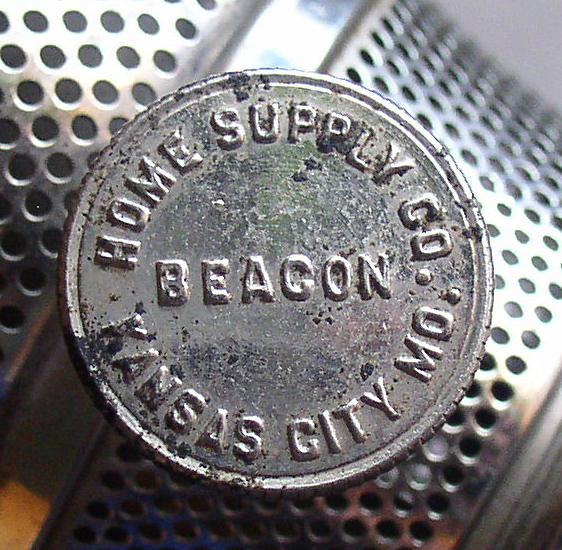 HOME SUPPLY CO.
BEACON
KANSAS CITY MO.